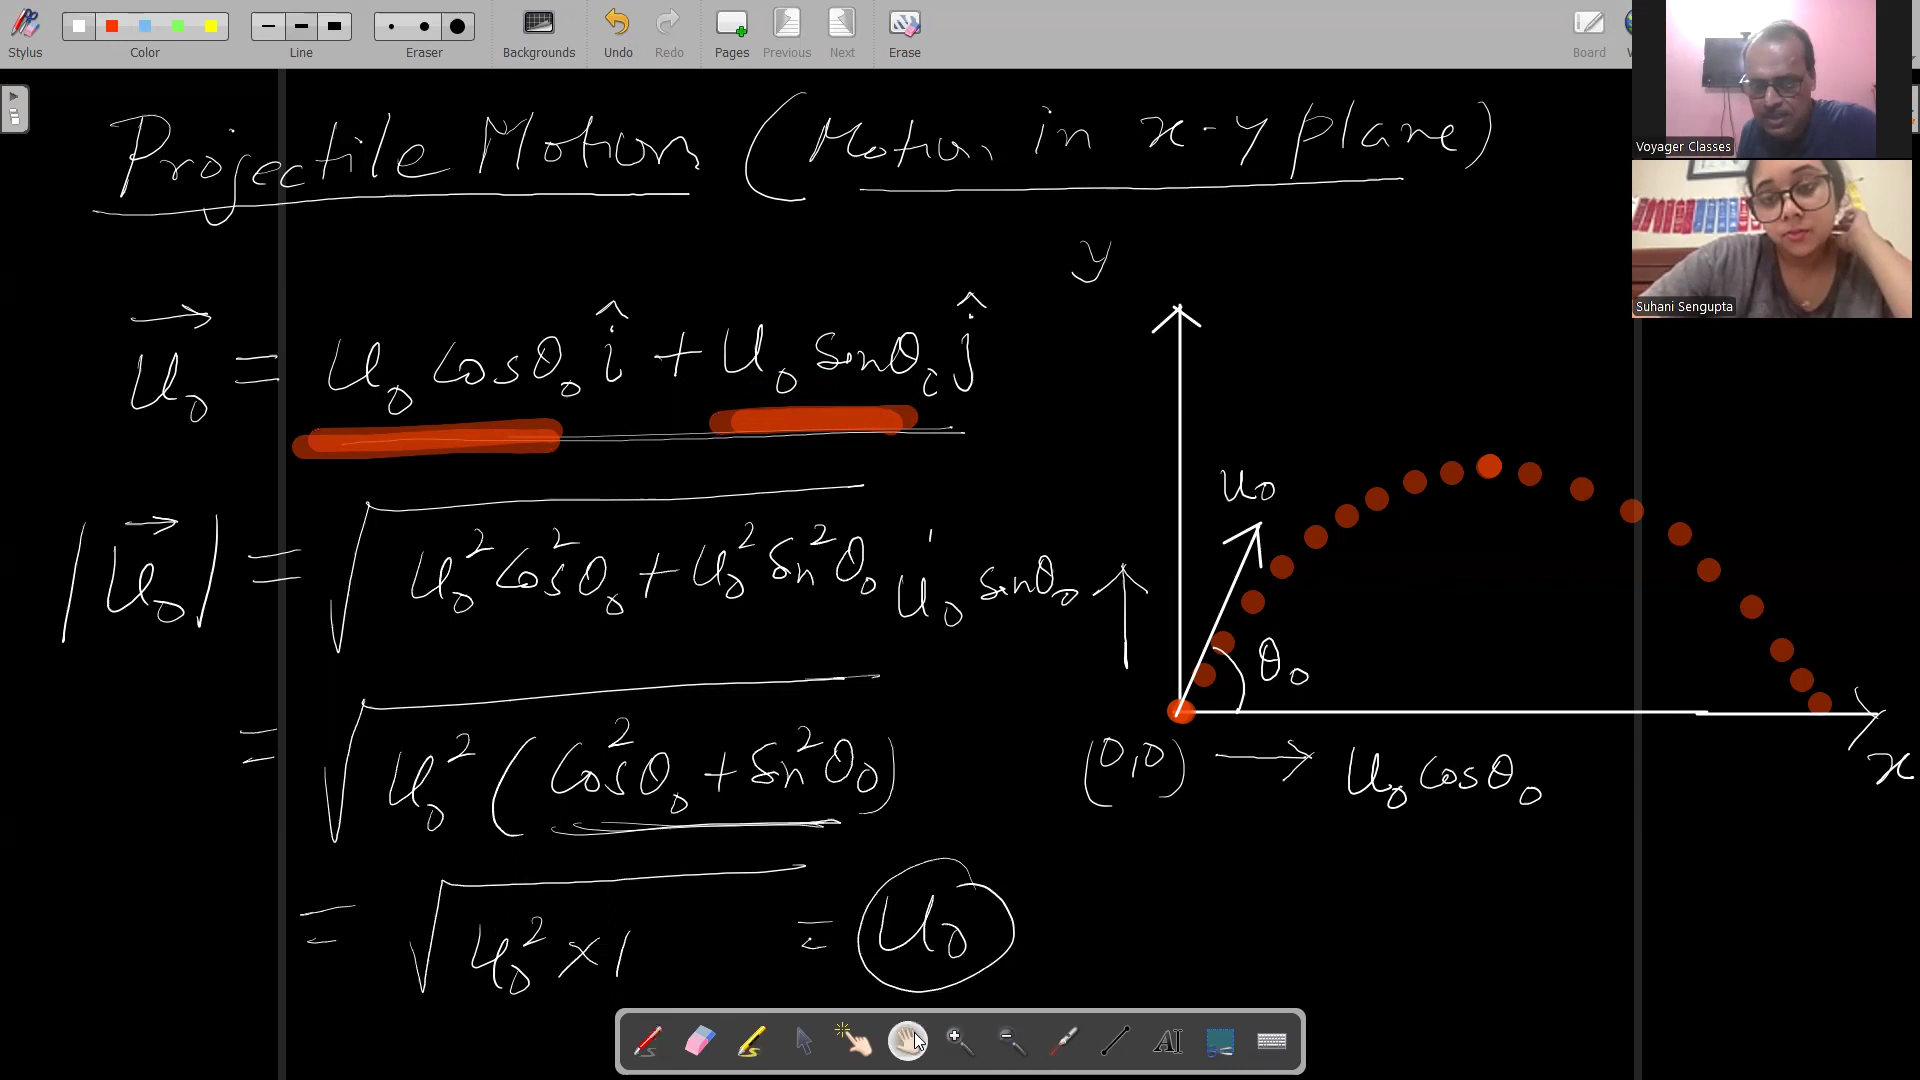 Stylus Color Line Eraser Backgrounds Undo Redo Pages Previous Next Erase Board
Voyager Classes
Suhani Sengupta
Projectile Motion (Motion in x-y plane)
y
u₀⃗ = u₀ cosθ₀ î + u₀ sinθ₀ ĵ
|u₀⃗| = √(u₀² cos²θ₀ + u₀² sin²θ₀)
u₀ sinθ₀ ↑
u₀
θ₀
= √(u₀² (cos²θ₀ + sin²θ₀))
(0,0) → u₀ cosθ₀
x
= √(u₀² × 1) = u₀